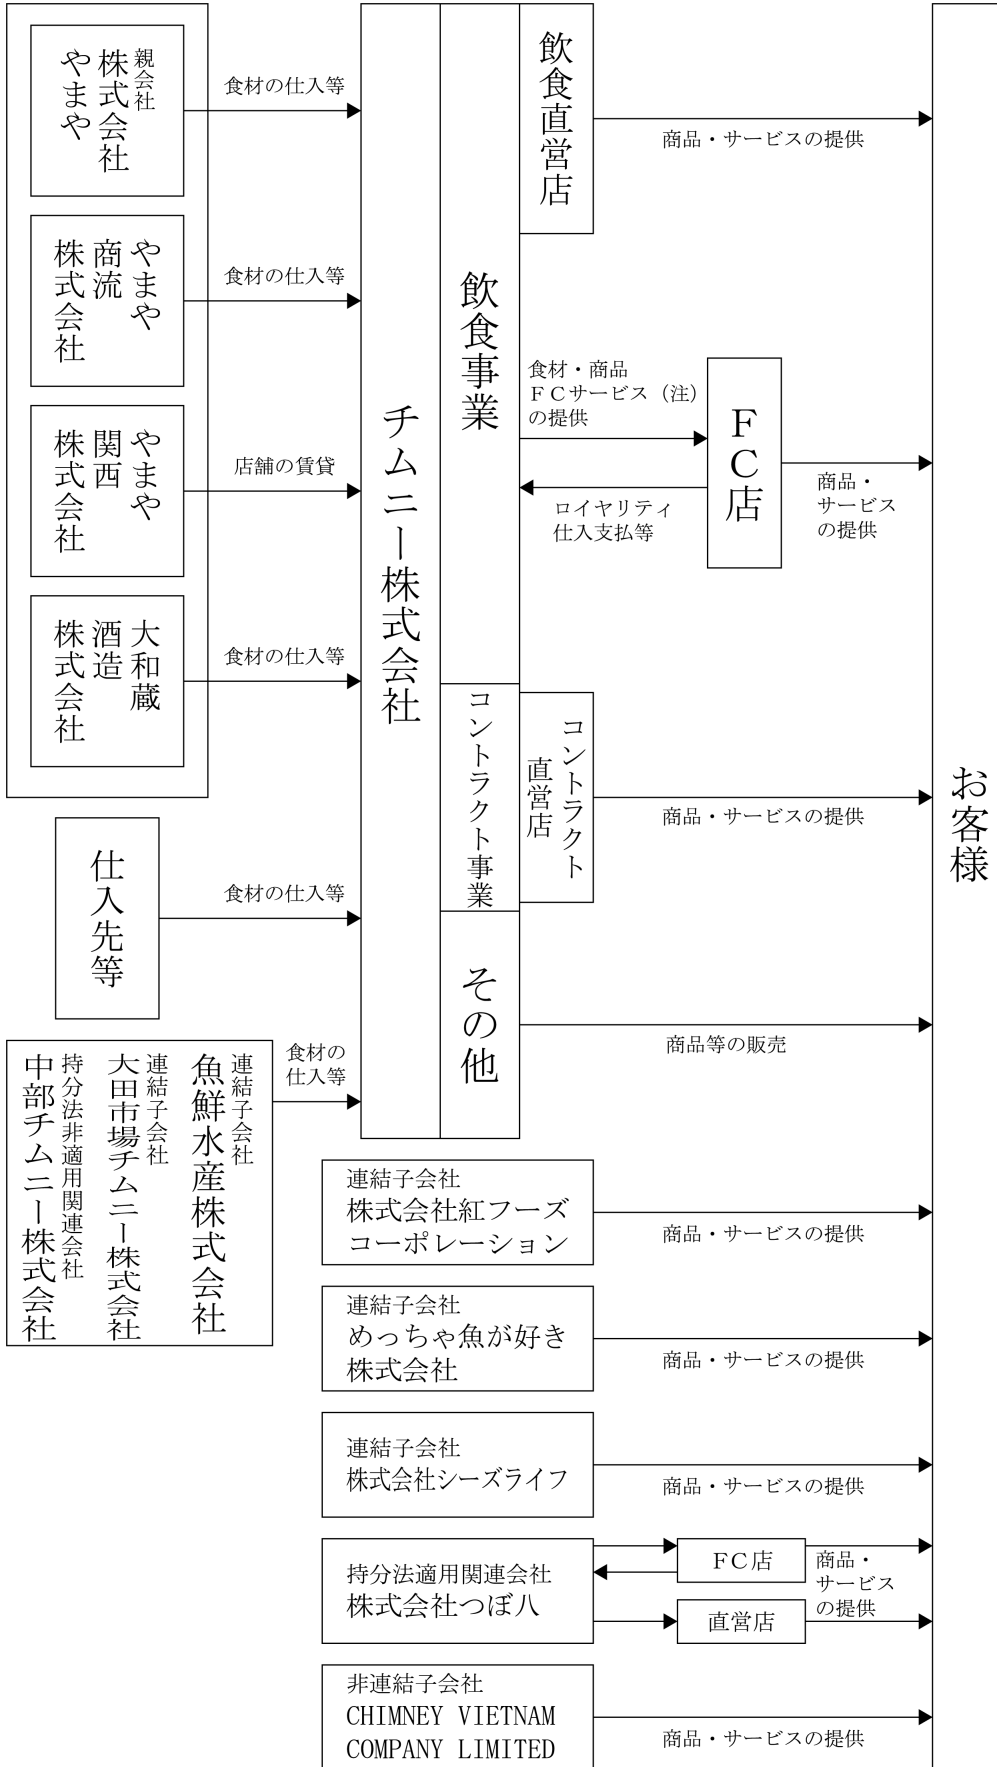 親会社
株式会社
やまや
食材の仕入等
やまや
商流
株式会社
食材の仕入等
やまや
関西
株式会社
店舗の賃貸
大和蔵
酒造
株式会社
食材の仕入等
仕入先等
食材の仕入等
連結子会社
魚鮮水産株式会社
連結子会社
大田市場チムニー株式会社
持分法非適用関連会社
中部チムニー株式会社
食材の
仕入等
チムニー株式会社
飲食事業
コントラクト事業
その他
飲食直営店
商品・サービスの提供
食材・商品
ＦＣサービス（注）
の提供
ロイヤリティ
仕入支払等
ＦＣ店
商品・
サービス
の提供
コントラクト
直営店
商品・サービスの提供
商品等の販売
連結子会社
株式会社紅フーズ
コーポレーション
商品・サービスの提供
連結子会社
めっちゃ魚が好き
株式会社
商品・サービスの提供
連結子会社
株式会社シーズライフ
商品・サービスの提供
持分法適用関連会社
株式会社つぼ八
ＦＣ店
直営店
商品・
サービス
の提供
非連結子会社
CHIMNEY VIETNAM
COMPANY LIMITED
商品・サービスの提供
お客様